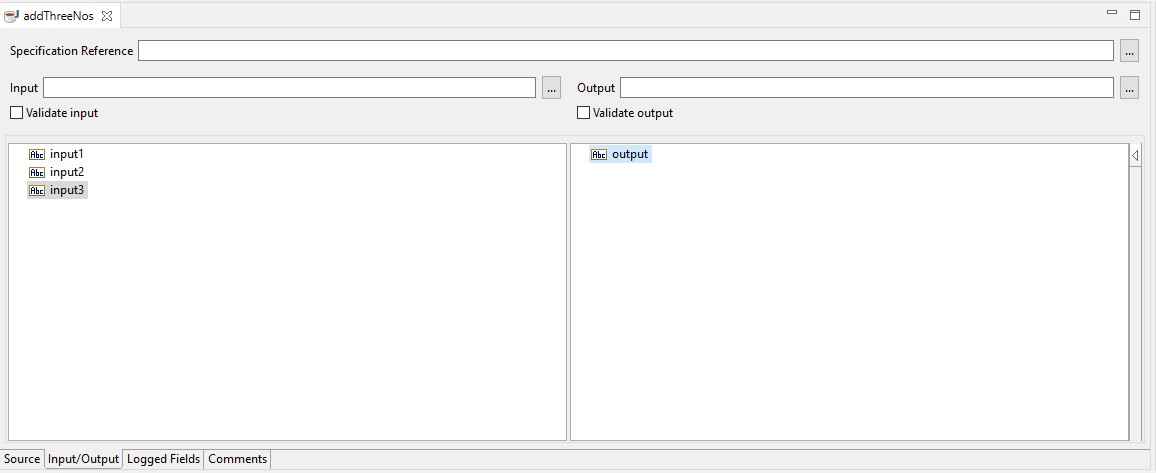 addThreeNos
Specification Reference ...
Input ... Output ...
Validate input Validate output
Abc input1 Abc output
Abc input2
Abc input3
Source Input/Output Logged Fields Comments